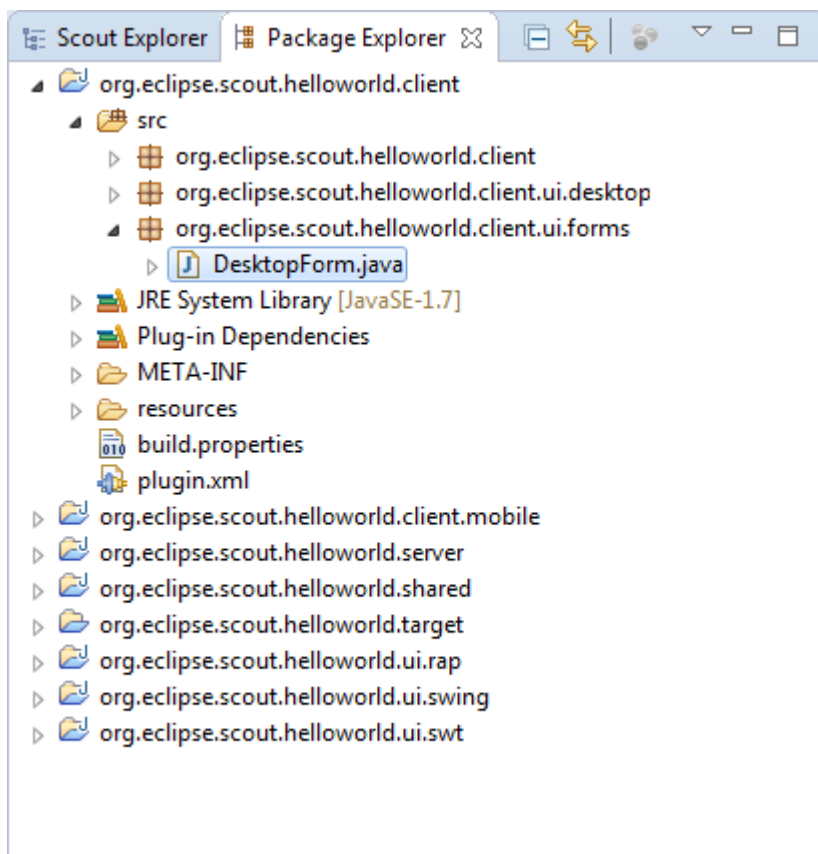 Scout Explorer Package Explorer
org.eclipse.scout.helloworld.client
src
org.eclipse.scout.helloworld.client
org.eclipse.scout.helloworld.client.ui.desktop
org.eclipse.scout.helloworld.client.ui.forms
DesktopForm.java
JRE System Library [JavaSE-1.7]
Plug-in Dependencies
META-INF
resources
build.properties
plugin.xml
org.eclipse.scout.helloworld.client.mobile
org.eclipse.scout.helloworld.server
org.eclipse.scout.helloworld.shared
org.eclipse.scout.helloworld.target
org.eclipse.scout.helloworld.ui.rap
org.eclipse.scout.helloworld.ui.swing
org.eclipse.scout.helloworld.ui.swt